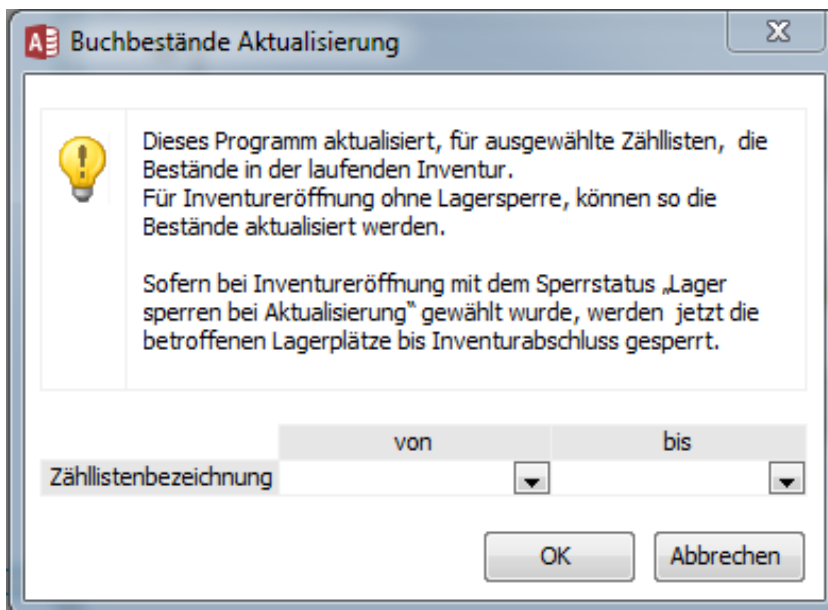 Buchbestände Aktualisierung
Dieses Programm aktualisiert, für ausgewählte Zähllisten, die
Bestände in der laufenden Inventur.
Für Inventureröffnung ohne Lagersperre, können so die
Bestände aktualisiert werden.
Sofern bei Inventureröffnung mit dem Sperrstatus „Lager
sperren bei Aktualisierung“ gewählt wurde, werden jetzt die
betroffenen Lagerplätze bis Inventurabschluss gesperrt.
von bis
Zähllistenbezeichnung
OK Abbrechen